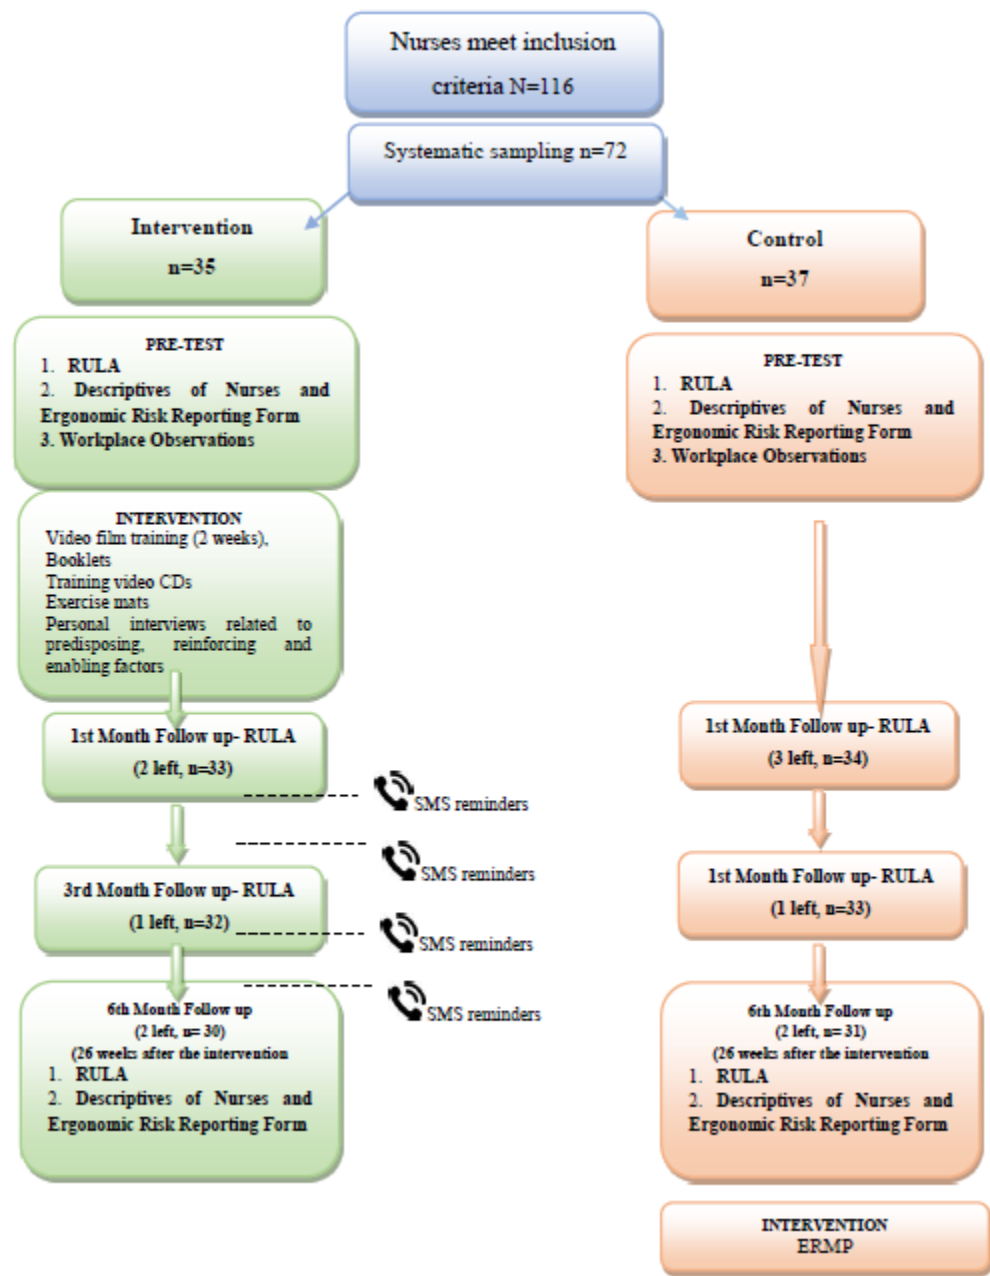 Nurses meet inclusion
criteria N=116
Systematic sampling n=72
Intervention
n=35
Control
n=37
PRE-TEST
1. RULA
2. Descriptives of Nurses and
Ergonomic Risk Reporting Form
3. Workplace Observations
PRE-TEST
1. RULA
2. Descriptives of Nurses and
Ergonomic Risk Reporting Form
3. Workplace Observations
INTERVENTION
Video film training (2 weeks),
Booklets
Training video CDs
Exercise mats
Personal interviews related to
predisposing, reinforcing and
enabling factors
1st Month Follow up- RULA
(2 left, n=33)
1st Month Follow up- RULA
(3 left, n=34)
SMS reminders
SMS reminders
3rd Month Follow up- RULA
(1 left, n=32)
1st Month Follow up- RULA
(1 left, n=33)
SMS reminders
SMS reminders
6th Month Follow up
(2 left, n= 30)
(26 weeks after the intervention
1. RULA
2. Descriptives of Nurses and
Ergonomic Risk Reporting Form
6th Month Follow up
(2 left, n= 31)
(26 weeks after the intervention
1. RULA
2. Descriptives of Nurses and
Ergonomic Risk Reporting Form
INTERVENTION
ERMP